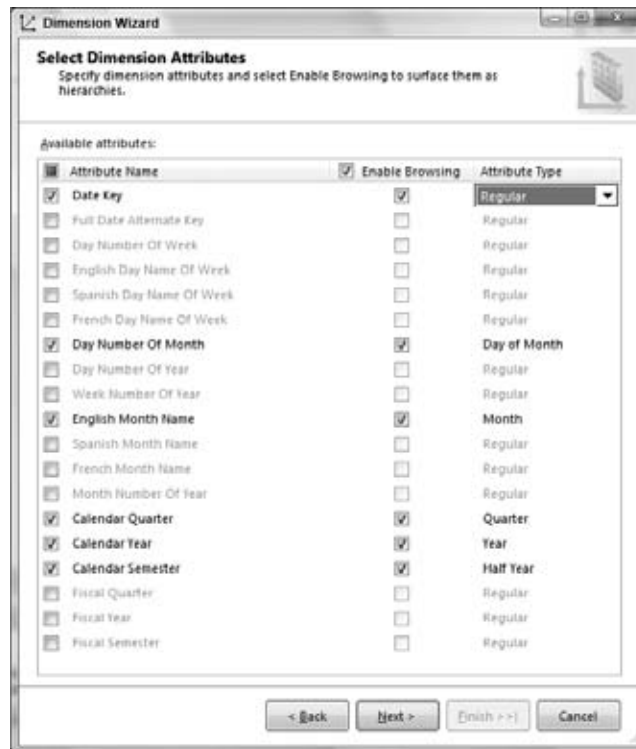 Dimension Wizard
Select Dimension Attributes
Specify dimension attributes and select Enable Browsing to surface them as
hierarchies.
Available attributes:
Attribute Name Enable Browsing Attribute Type
Date Key Regular
Full Date Alternate Key Regular
Day Number Of Week Regular
English Day Name Of Week Regular
Spanish Day Name Of Week Regular
French Day Name Of Week Regular
Day Number Of Month Day of Month
Day Number Of Year Regular
Week Number Of Year Regular
English Month Name Month
Spanish Month Name Regular
French Month Name Regular
Month Number Of Year Regular
Calendar Quarter Quarter
Calendar Year Year
Calendar Semester Half Year
Fiscal Quarter Regular
Fiscal Year Regular
Fiscal Semester Regular
< Back Next > Finish >>| Cancel